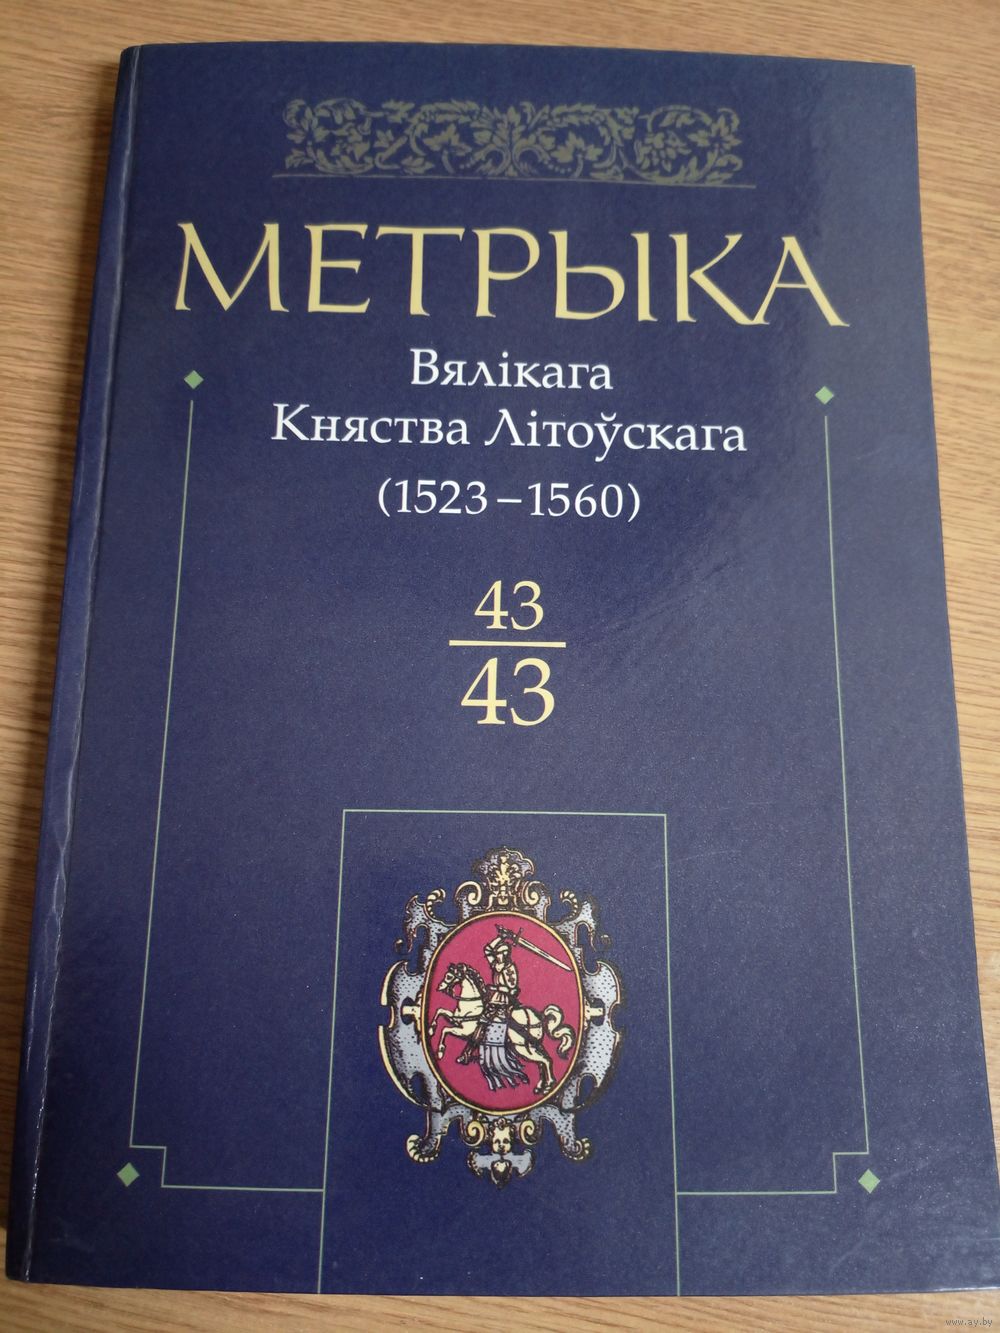 МЕТРЫКА
Вялікага
Княства Літоўскага
(1523–1560)
43
43
www.ay.by